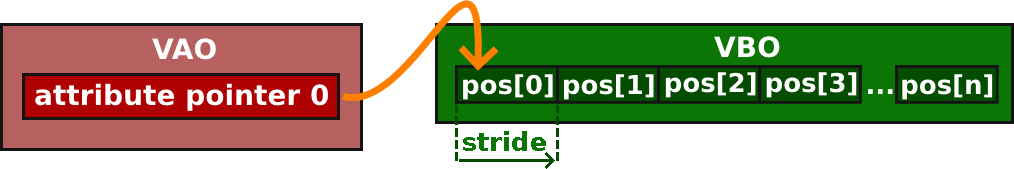 VAO
attribute pointer 0
VBO
pos[0] pos[1] pos[2] pos[3] ... pos[n]
stride